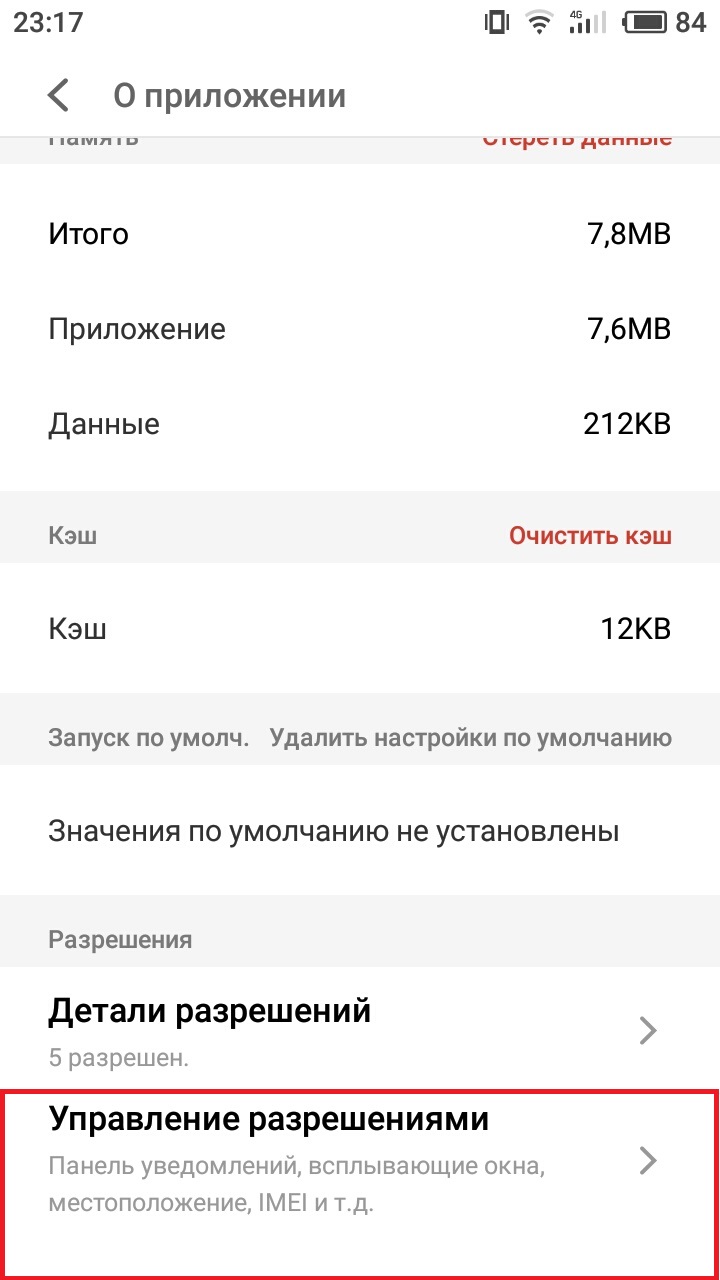 23:17 4G 84
О приложении
Память Стереть данные
Итого 7,8MB
Приложение 7,6MB
Данные 212KB
Кэш Очистить кэш
Кэш 12KB
Запуск по умолч. Удалить настройки по умолчанию
Значения по умолчанию не установлены
Разрешения
Детали разрешений
5 разрешен.
Управление разрешениями
Панель уведомлений, всплывающие окна,
местоположение, IMEI и т.д.